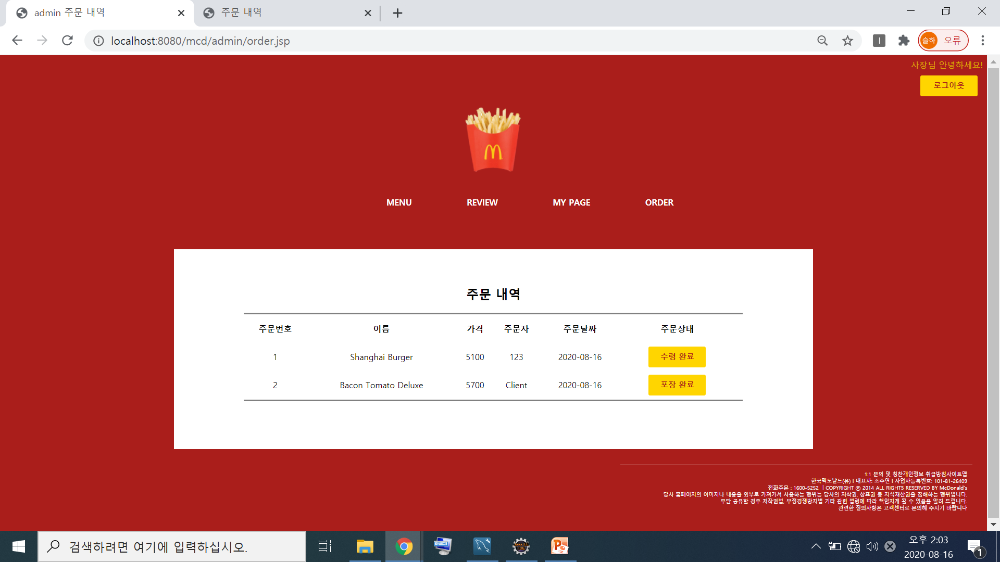 admin 주문 내역
주문 내역
localhost:8080/mcd/admin/order.jsp
I
슬하 오류
사장님 안녕하세요!
로그아웃
MENU REVIEW MY PAGE ORDER
주문 내역
주문번호 이름 가격 주문자 주문날짜 주문상태
1 Shanghai Burger 5100 123 2020-08-16 수령 완료
2 Bacon Tomato Deluxe 5700 Client 2020-08-16 포장 완료
1:1 문의 및 칭찬개인정보 취급방침사이트맵
한국맥도날드(유) l 대표자: 조주연 l 사업자등록번호: 101-81-26409
전화주문 : 1600-5252 ㅣCOPYRIGHT ⓒ 2014 ALL RIGHTS RESERVED BY McDonald's
당사 홈페이지의 이미지나 내용을 외부로 가져가서 사용하는 행위는 당사의 저작권, 상표권 등 지식재산권을 침해하는 행위입니다.
무단 공유할 경우 저작권법, 부정경쟁방지법 기타 관련 법령에 따라 책임지게 될 수 있음을 알려 드립니다.
관련한 질의사항은 고객센터로 문의해 주시기 바랍니다
검색하려면 여기에 입력하십시오.
Java EE
IDE
오후 2:03
2020-08-16
1